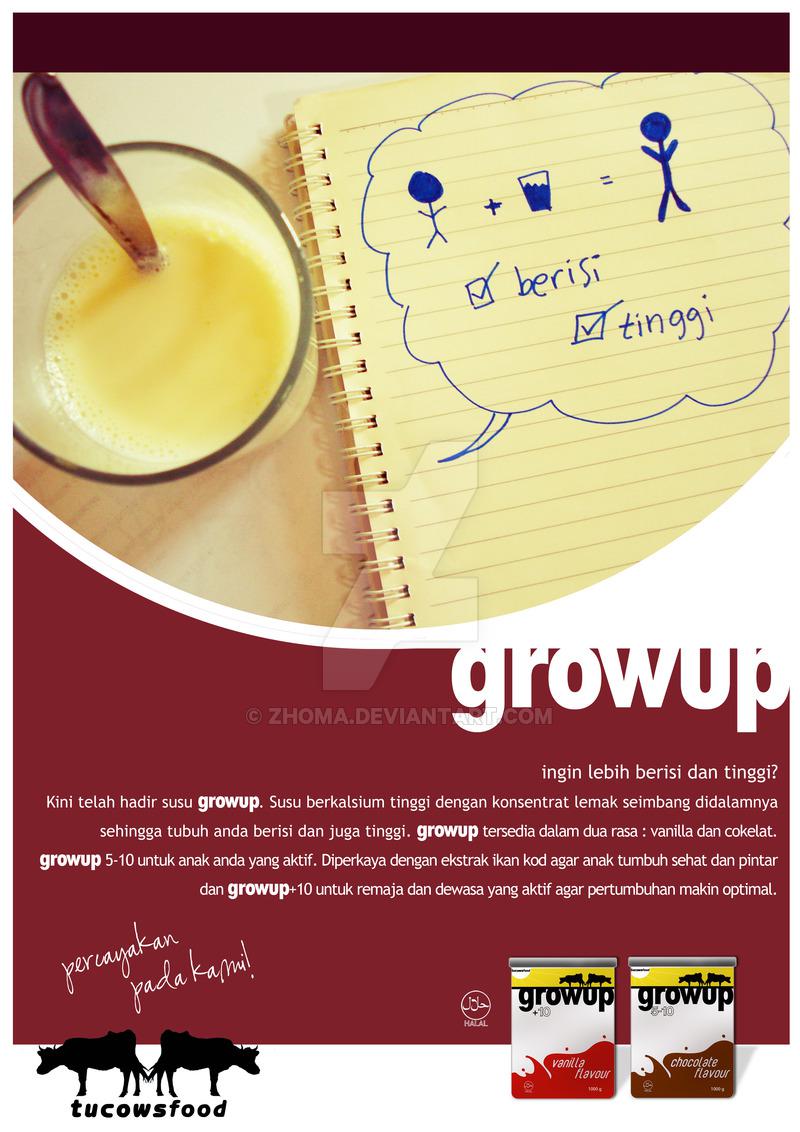 + =
berisi
tinggi
© ZHOMA.DEVIANTART.COM
growup
ingin lebih berisi dan tinggi?
Kini telah hadir susu growup. Susu berkalsium tinggi dengan konsentrat lemak seimbang didalamnya
sehingga tubuh anda berisi dan juga tinggi. growup tersedia dalam dua rasa : vanilla dan cokelat.
growup 5-10 untuk anak anda yang aktif. Diperkaya dengan ekstrak ikan kod agar anak tumbuh sehat dan pintar
dan growup+10 untuk remaja dan dewasa yang aktif agar pertumbuhan makin optimal.
percayakan
pada kami!
حلال
HALAL
growup
+10
vanilla
flavour
1000 g
growup
5-10
chocolate
flavour
1000 g
tucowsfood